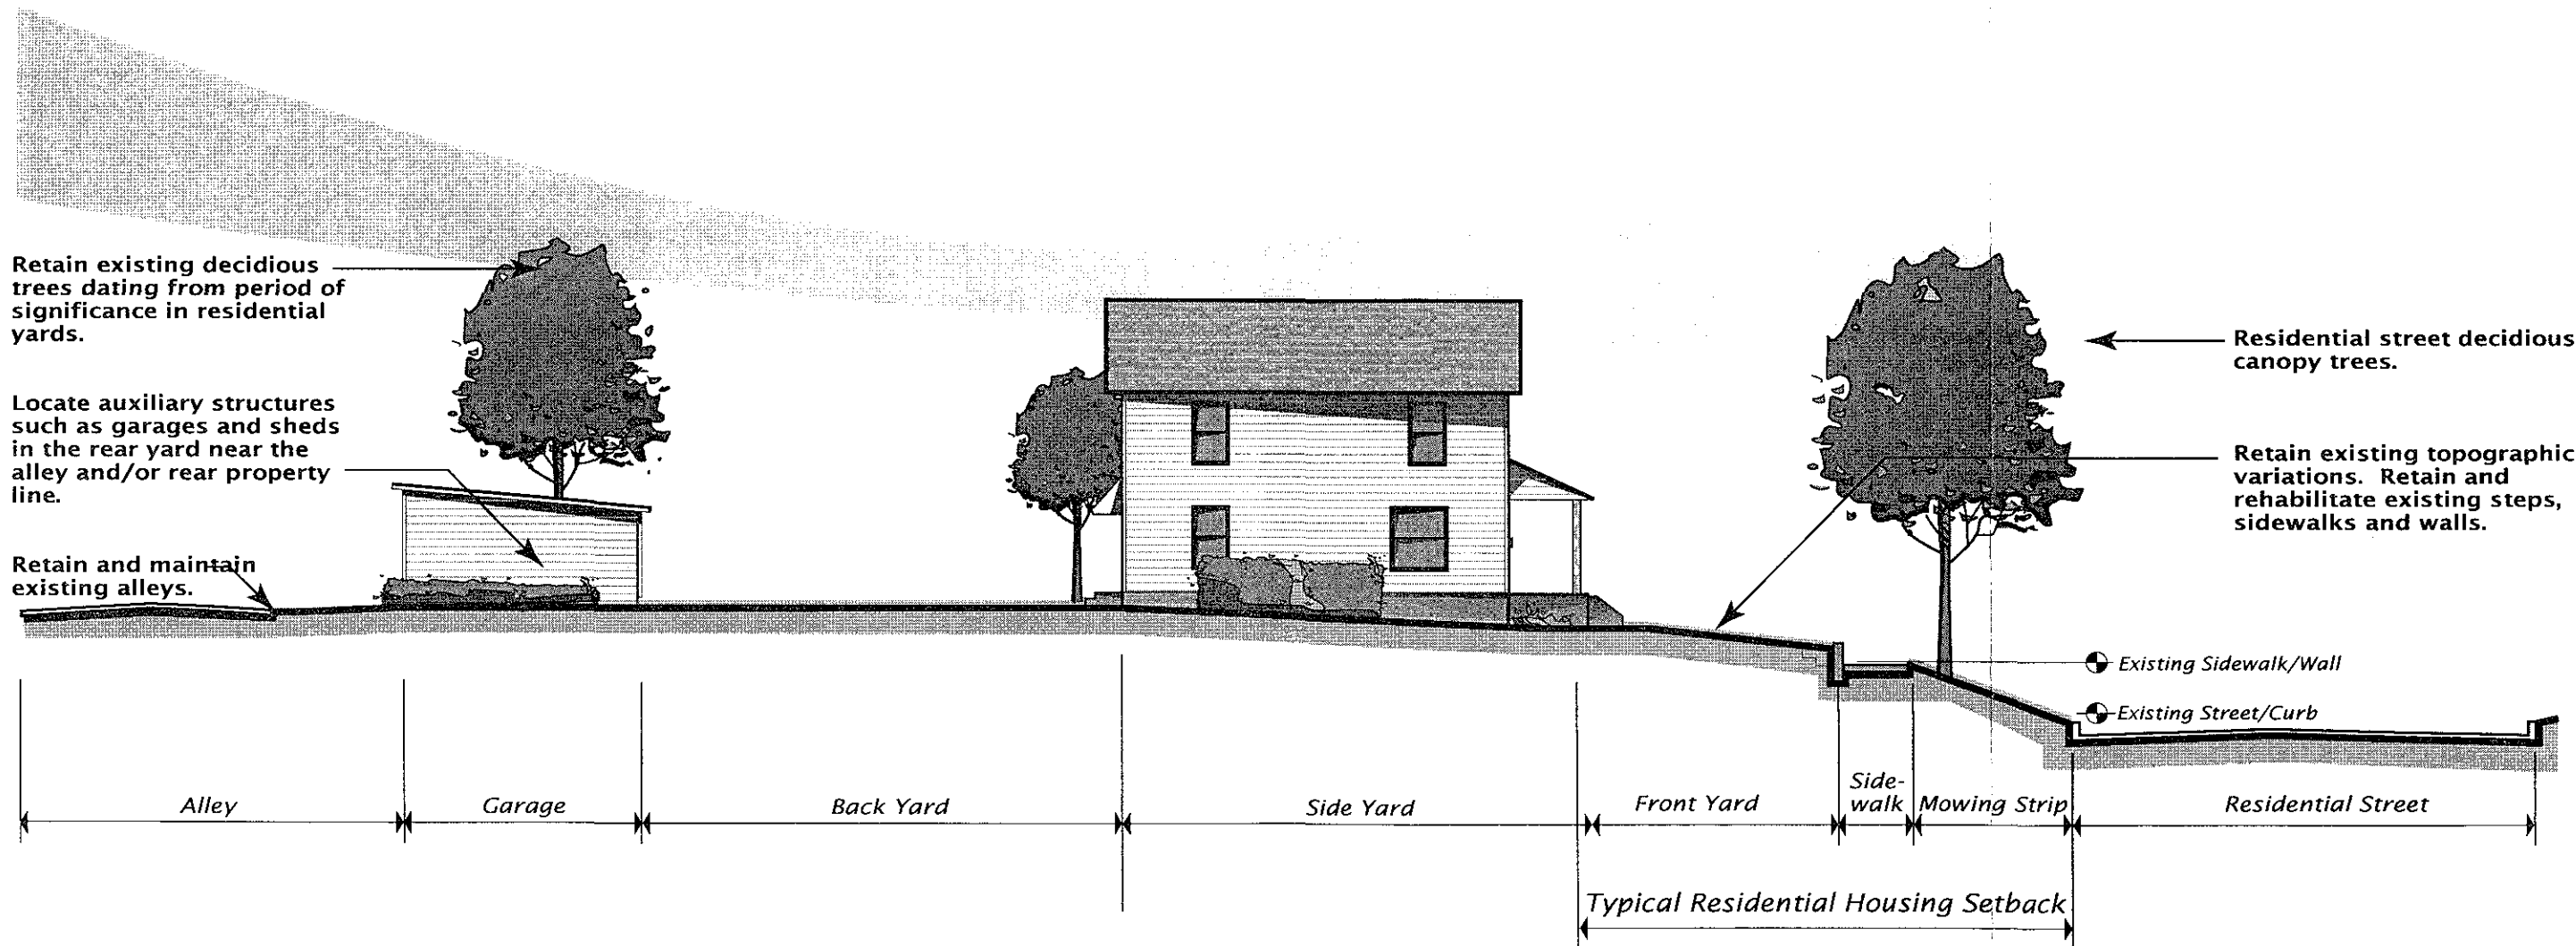 Retain existing decidious
trees dating from period of
significance in residential
yards.
Locate auxiliary structures
such as garages and sheds
in the rear yard near the
alley and/or rear property
line.
Retain and maintain
existing alleys.
Residential street decidious
canopy trees.
Retain existing topographic
variations. Retain and
rehabilitate existing steps,
sidewalks and walls.
Existing Sidewalk/Wall
Existing Street/Curb
Alley
Garage
Back Yard
Side Yard
Front Yard
Side-
walk
Mowing Strip
Residential Street
Typical Residential Housing Setback